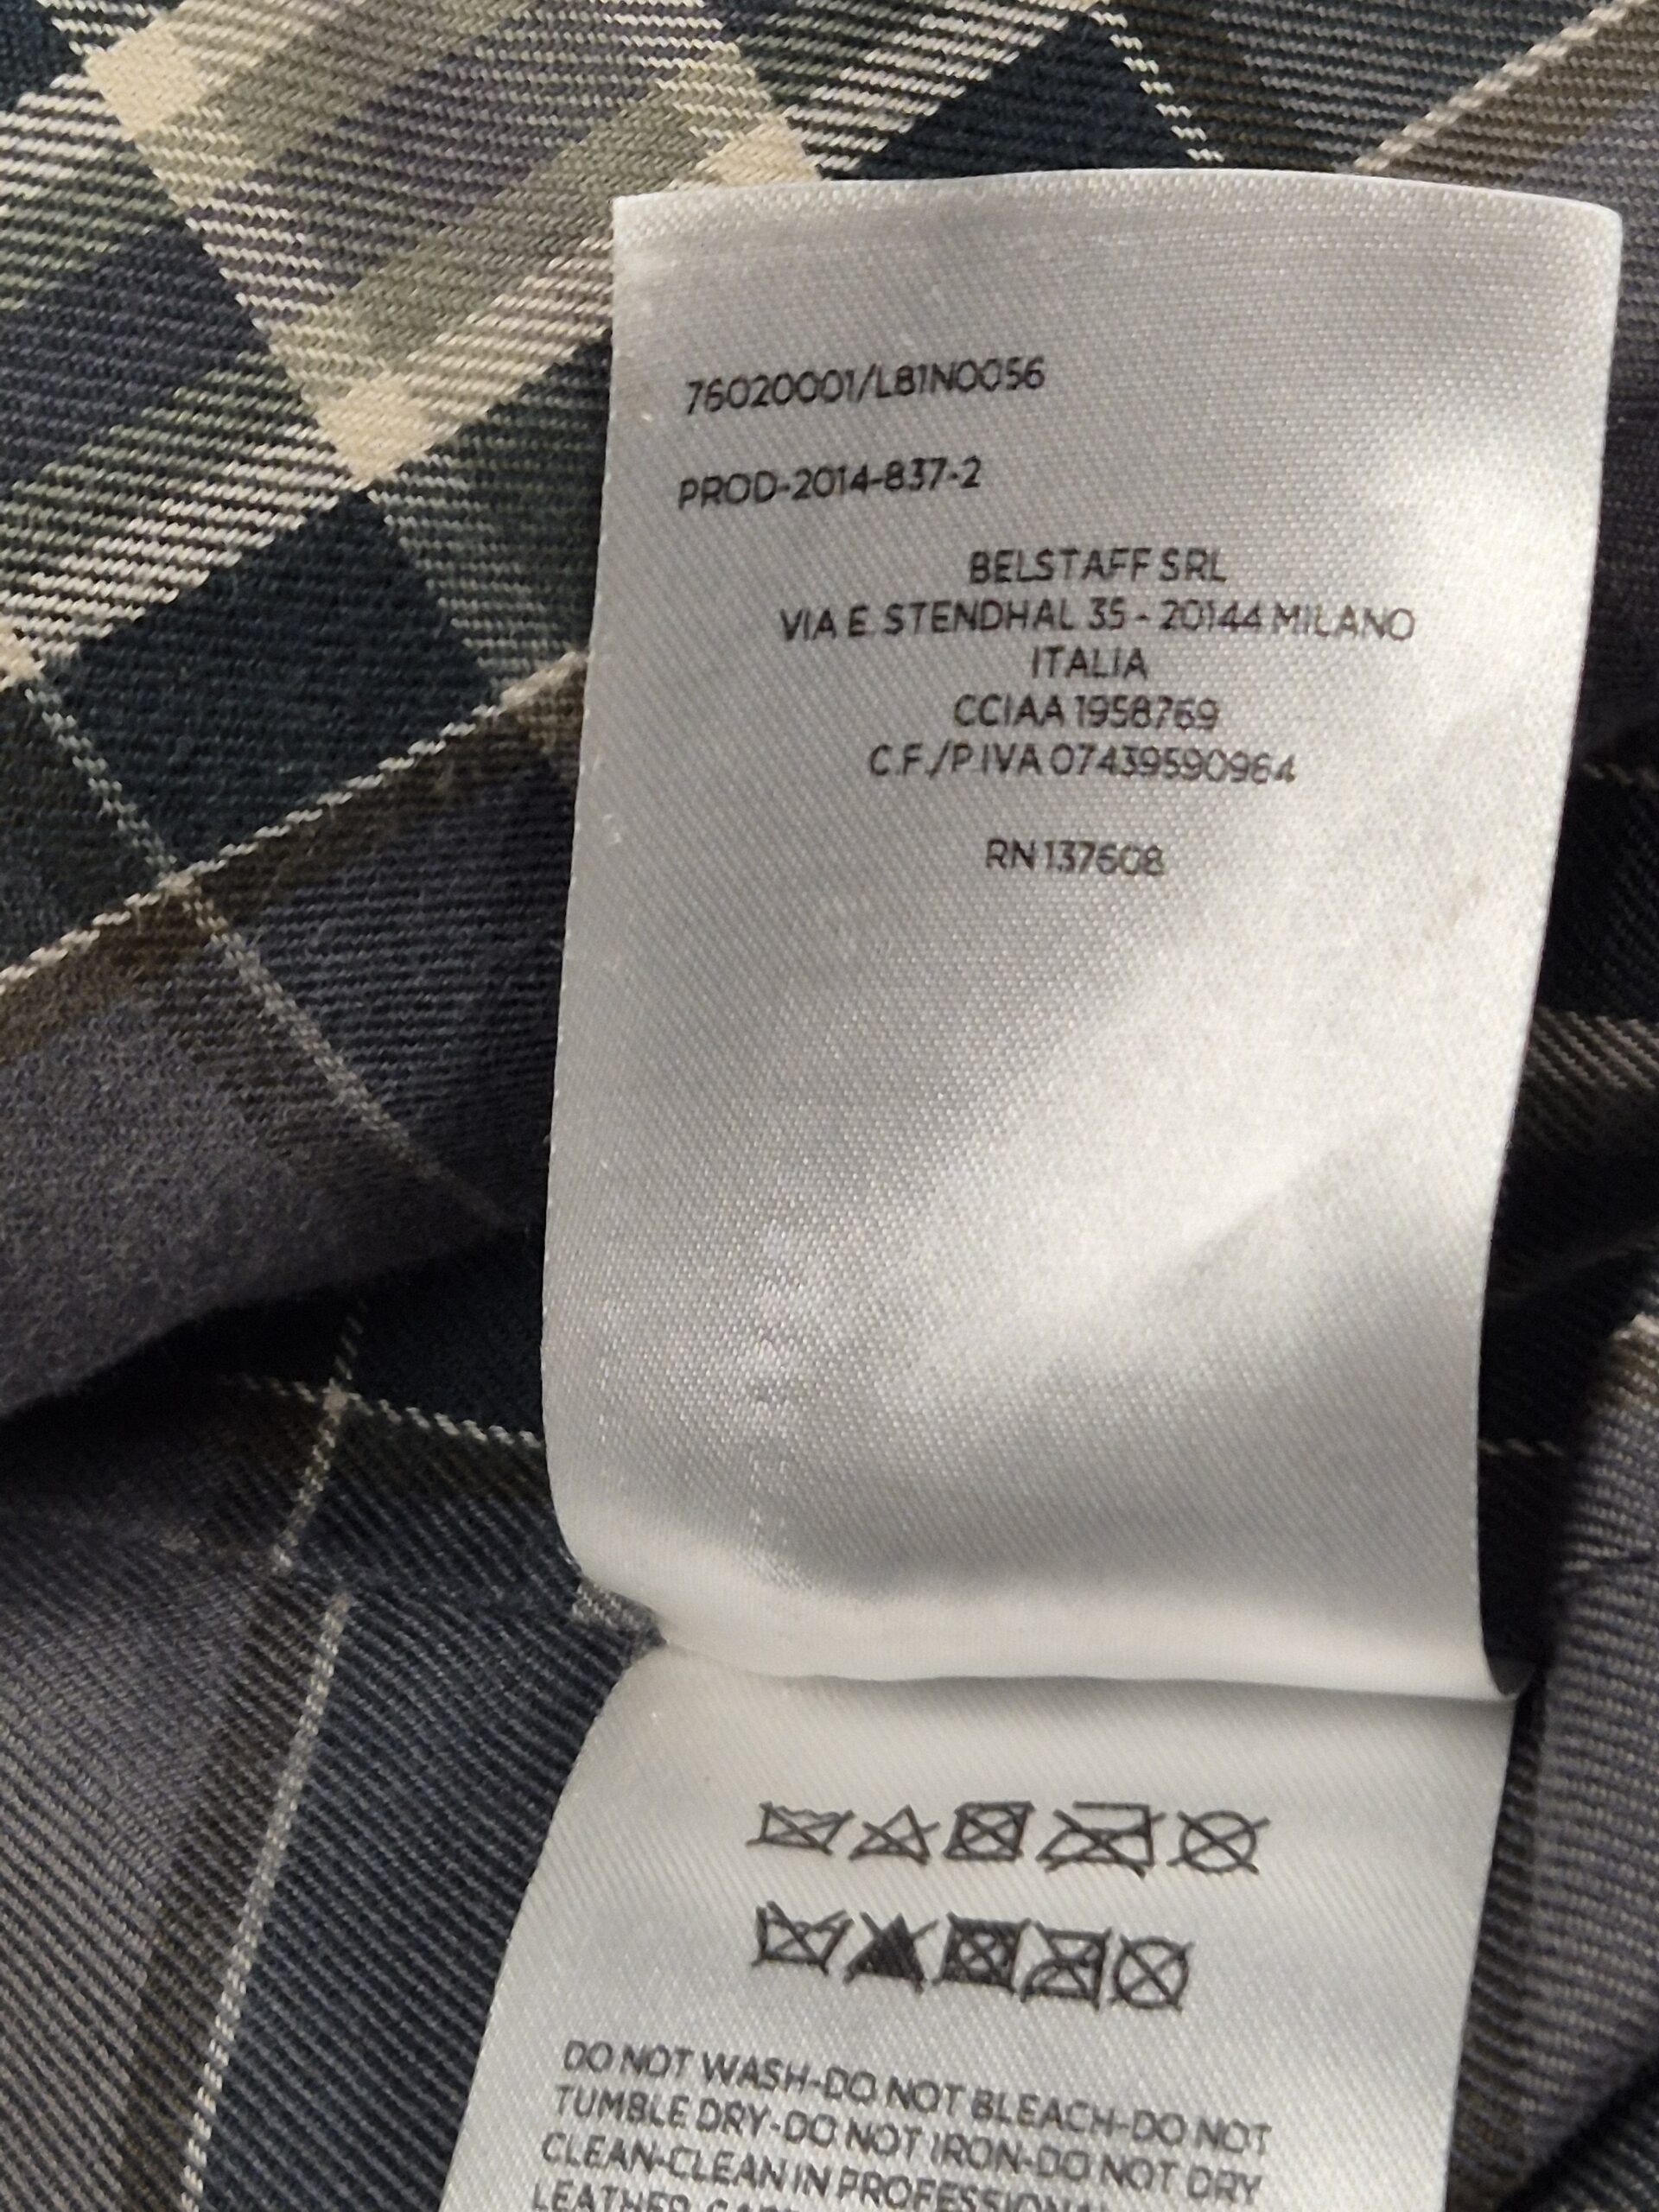 76020001/L81N0056
PROD-2014-837-2
BELSTAFF SRL
VIA E. STENDHAL 35 - 20144 MILANO
ITALIA
CCIAA 1958769
C.F./P.IVA 07439590964
RN 137608
DO NOT WASH-DO NOT BLEACH-DO NOT
TUMBLE DRY-DO NOT IRON-DO NOT DRY
CLEAN-CLEAN IN PROFESSIONAL
LEATHER